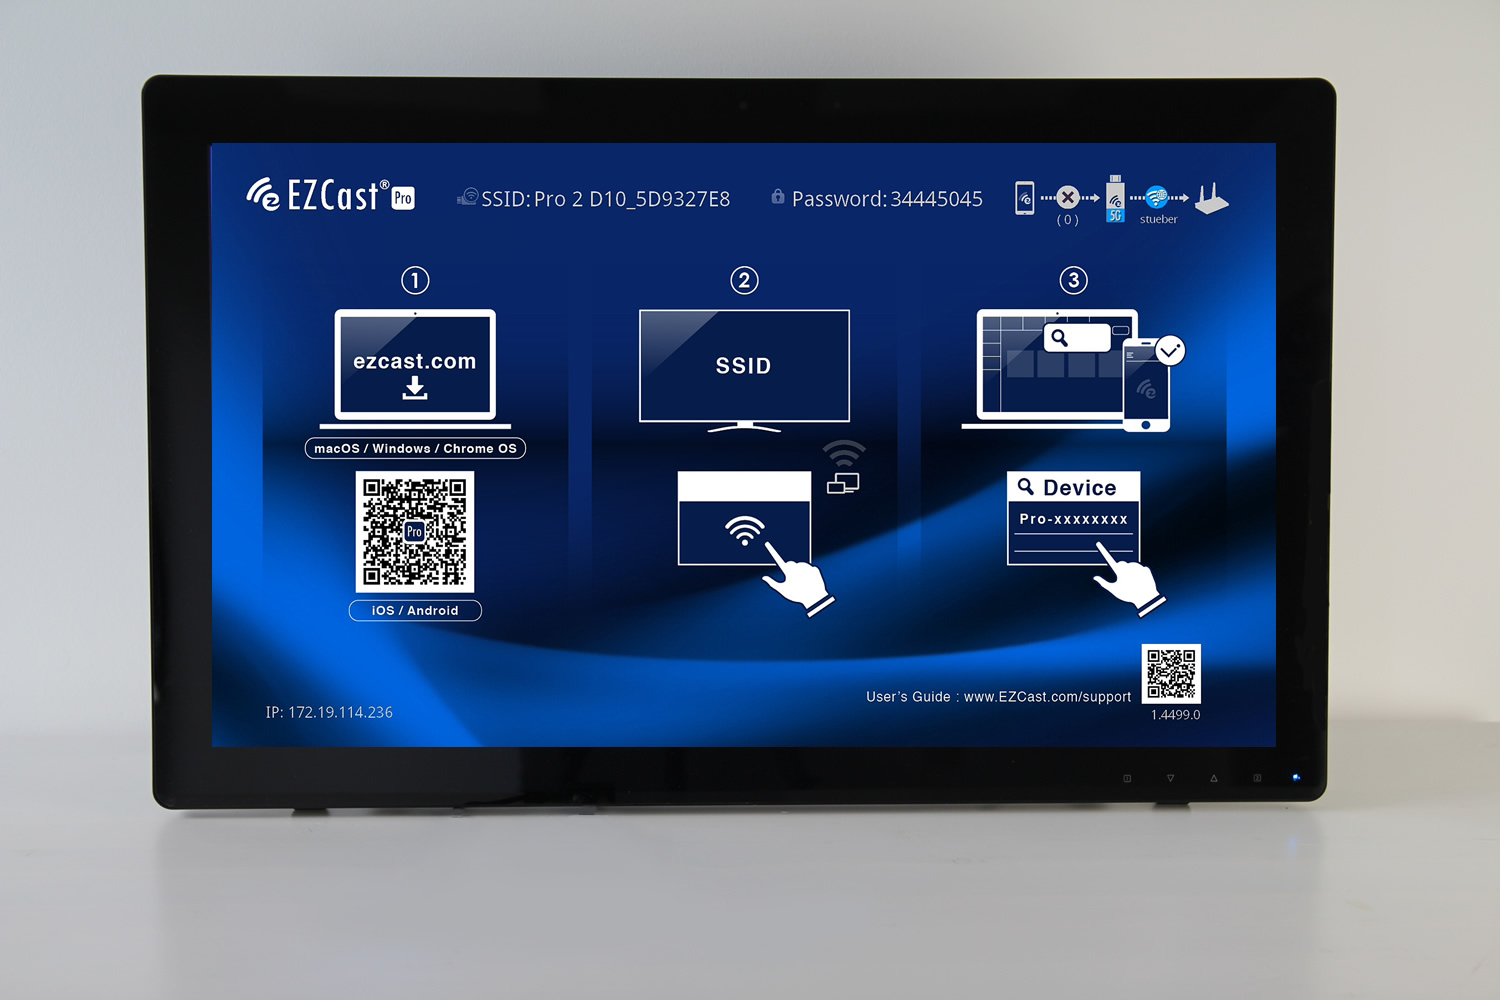 EZCast® Pro
SSID: Pro 2 D10_5D9327E8
Password: 34445045
( 0 )
5G
stueber
1
2
3
ezcast.com
SSID
macOS / Windows / Chrome OS
Pro
iOS / Android
Device
Pro-xxxxxxxx
User's Guide : www.EZCast.com/support
IP: 172.19.114.236
1.4499.0